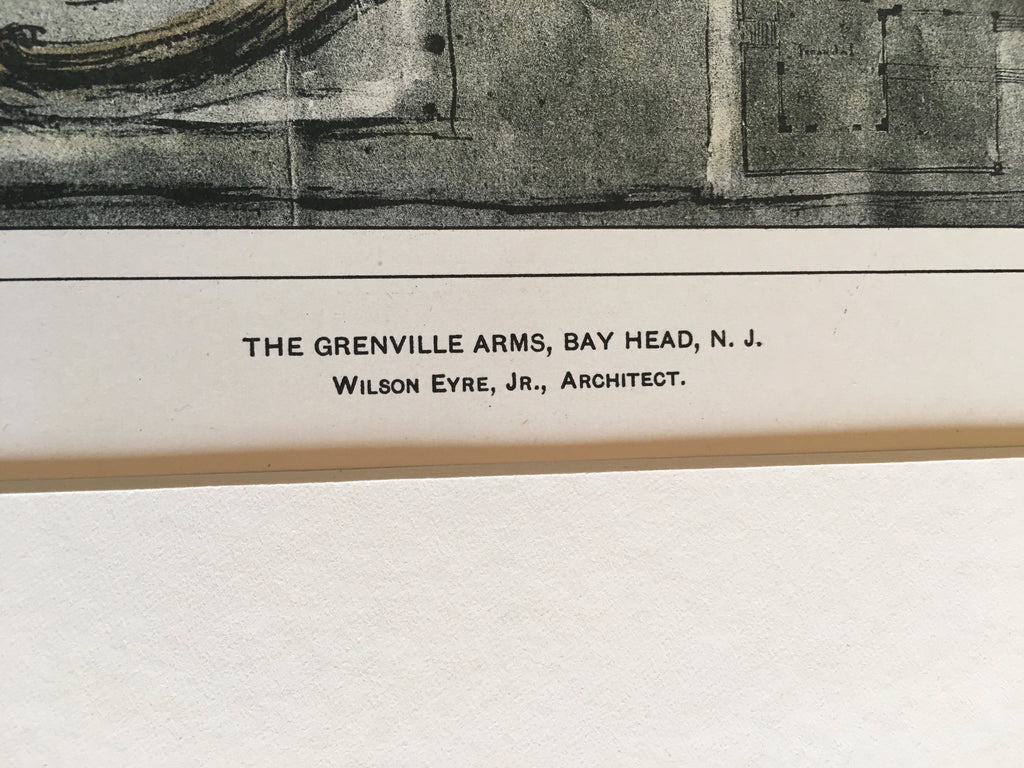 THE GRENVILLE ARMS, BAY HEAD, N. J.
WILSON EYRE, JR., ARCHITECT.